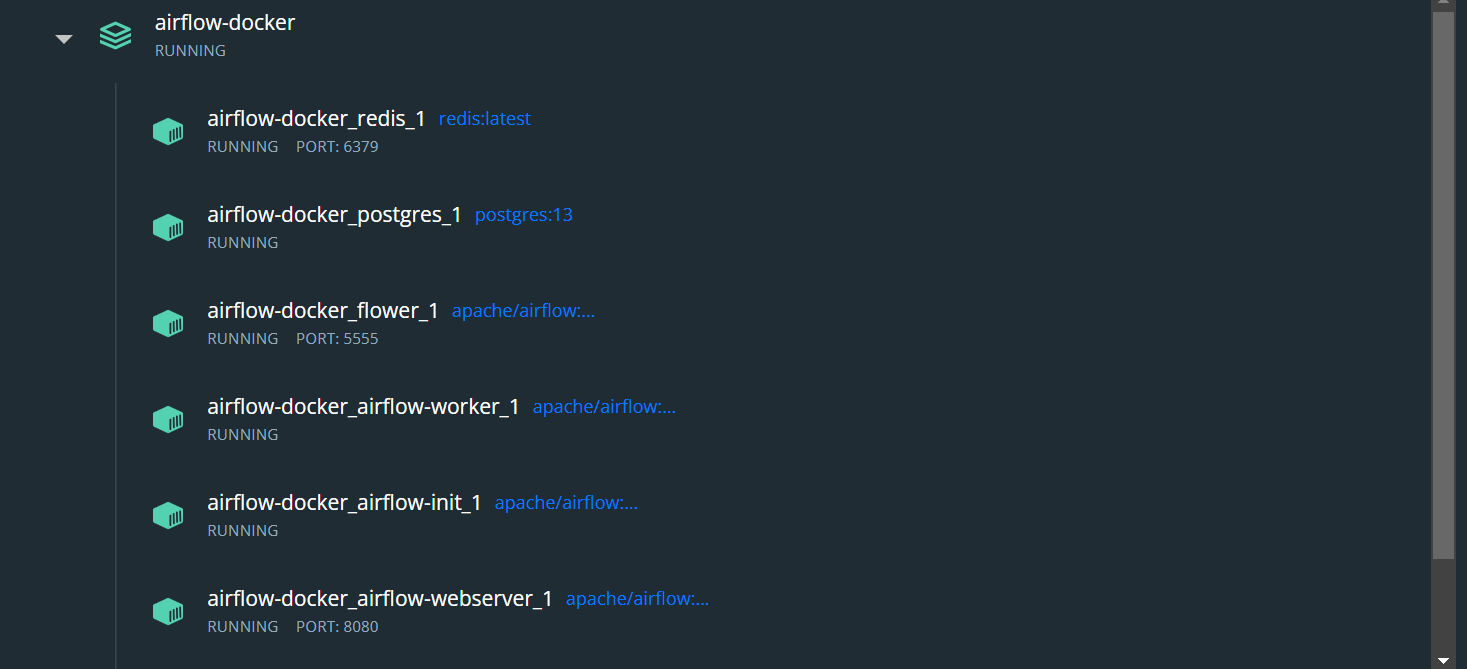 airflow-docker
RUNNING
airflow-docker_redis_1 redis:latest
RUNNING PORT: 6379
airflow-docker_postgres_1 postgres:13
RUNNING
airflow-docker_flower_1 apache/airflow:...
RUNNING PORT: 5555
airflow-docker_airflow-worker_1 apache/airflow:...
RUNNING
airflow-docker_airflow-init_1 apache/airflow:...
RUNNING
airflow-docker_airflow-webserver_1 apache/airflow:...
RUNNING PORT: 8080